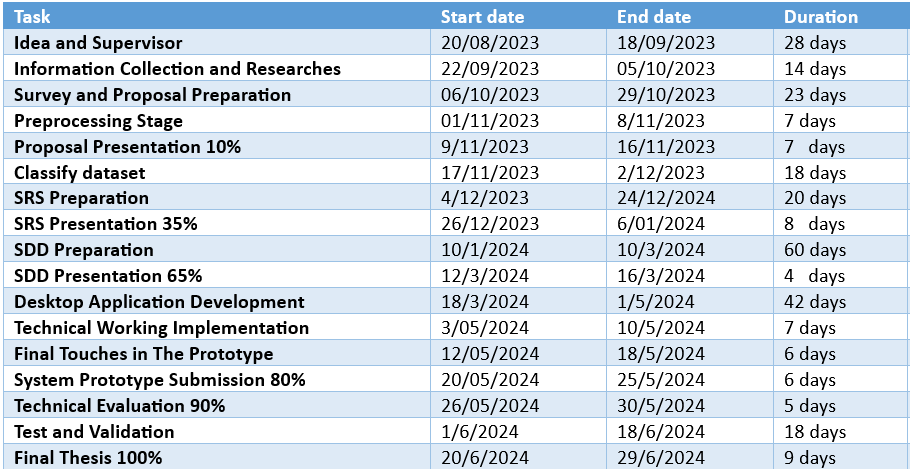 Task Start date End date Duration
Idea and Supervisor 20/08/2023 18/09/2023 28 days
Information Collection and Researches 22/09/2023 05/10/2023 14 days
Survey and Proposal Preparation 06/10/2023 29/10/2023 23 days
Preprocessing Stage 01/11/2023 8/11/2023 7 days
Proposal Presentation 10% 9/11/2023 16/11/2023 7 days
Classify dataset 17/11/2023 2/12/2023 18 days
SRS Preparation 4/12/2023 24/12/2024 20 days
SRS Presentation 35% 26/12/2023 6/01/2024 8 days
SDD Preparation 10/1/2024 10/3/2024 60 days
SDD Presentation 65% 12/3/2024 16/3/2024 4 days
Desktop Application Development 18/3/2024 1/5/2024 42 days
Technical Working Implementation 3/05/2024 10/5/2024 7 days
Final Touches in The Prototype 12/05/2024 18/5/2024 6 days
System Prototype Submission 80% 20/05/2024 25/5/2024 6 days
Technical Evaluation 90% 26/05/2024 30/5/2024 5 days
Test and Validation 1/6/2024 18/6/2024 18 days
Final Thesis 100% 20/6/2024 29/6/2024 9 days